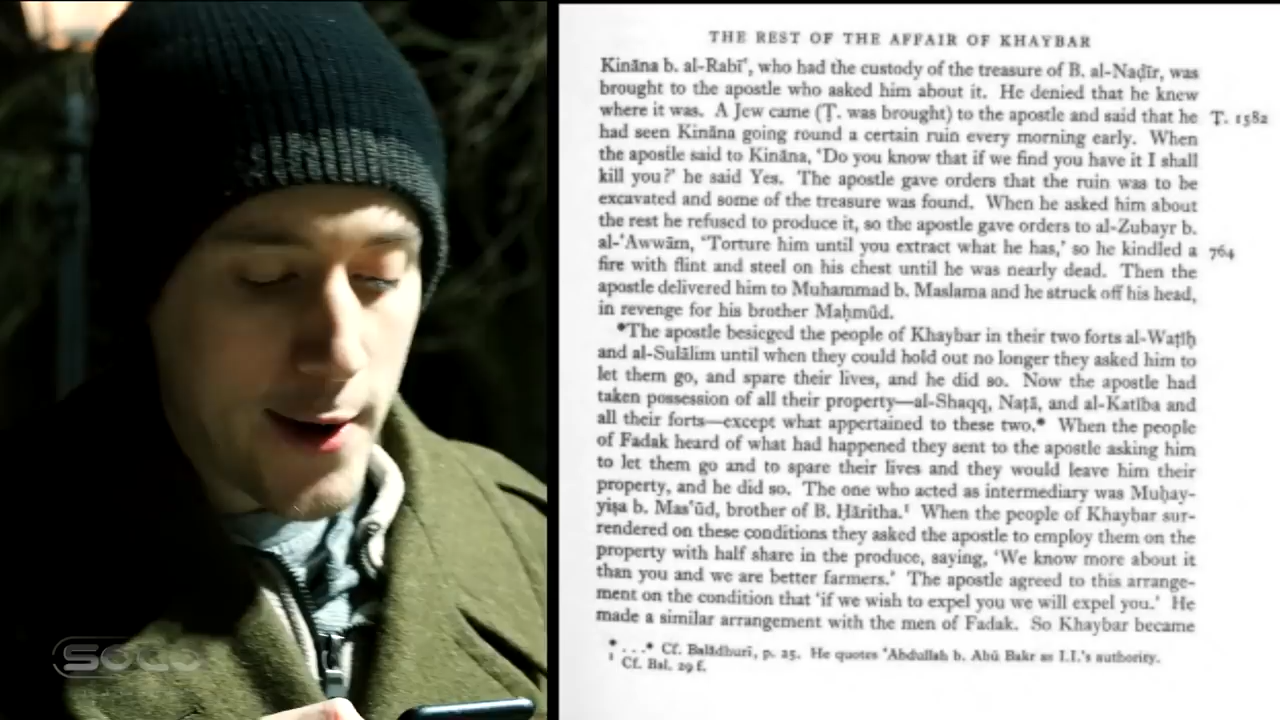 THE REST OF THE AFFAIR OF KHAYBAR
Kināna b. al-Rabī‘, who had the custody of the treasure of B. al-Naḍīr, was
brought to the apostle who asked him about it. He denied that he knew
where it was. A Jew came (Ṭ. was brought) to the apostle and said that he Ṭ. 1582
had seen Kināna going round a certain ruin every morning early. When
the apostle said to Kināna, ‘Do you know that if we find you have it I shall
kill you?’ he said Yes. The apostle gave orders that the ruin was to be
excavated and some of the treasure was found. When he asked him about
the rest he refused to produce it, so the apostle gave orders to al-Zubayr b.
al-‘Awwām, ‘Torture him until you extract what he has,’ so he kindled a 764
fire with flint and steel on his chest until he was nearly dead. Then the
apostle delivered him to Muhammad b. Maslama and he struck off his head,
in revenge for his brother Maḥmūd.
*The apostle besieged the people of Khaybar in their two forts al-Waṭīḥ
and al-Sulālim until when they could hold out no longer they asked him to
let them go, and spare their lives, and he did so. Now the apostle had
taken possession of all their property—al-Shaqq, Naṭā, and al-Katība and
all their forts—except what appertained to these two.* When the people
of Fadak heard of what had happened they sent to the apostle asking him
to let them go and to spare their lives and they would leave him their
property, and he did so. The one who acted as intermediary was Muḥay-
yiṣa b. Mas‘ūd, brother of B. Ḥāritha.¹ When the people of Khaybar sur-
rendered on these conditions they asked the apostle to employ them on the
property with half share in the produce, saying, ‘We know more about it
than you and we are better farmers.’ The apostle agreed to this arrange-
ment on the condition that ‘if we wish to expel you we will expel you.’ He
made a similar arrangement with the men of Fadak. So Khaybar became
* . . .* Cf. Balādhurī, p. 25. He quotes ‘Abdullah b. Abū Bakr as I.I.'s authority.
¹ Cf. Bal. 29 f.
SOCO